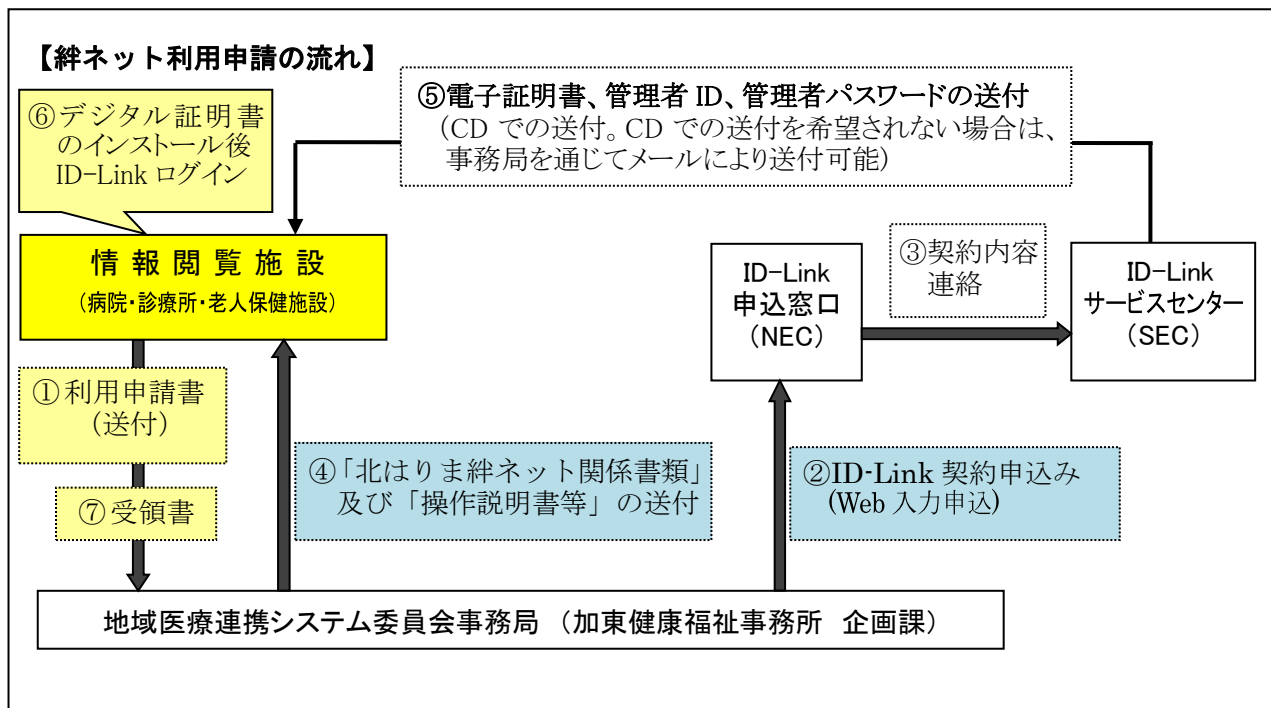 【絆ネット利用申請の流れ】
⑥デジタル証明書
のインストール後
ID-Link ログイン
⑤電子証明書、管理者 ID、管理者パスワードの送付
（CD での送付。CD での送付を希望されない場合は、
事務局を通じてメールにより送付可能）
情報閲覧施設
（病院・診療所・老人保健施設）
ID-Link
申込窓口
（NEC）
③契約内容
連絡
ID-Link
サービスセンター
（SEC）
①利用申請書
（送付）
⑦受領書
④「北はりま絆ネット関係書類」
及び「操作説明書等」の送付
②ID-Link 契約申込み
(Web 入力申込)
地域医療連携システム委員会事務局 （加東健康福祉事務所 企画課）